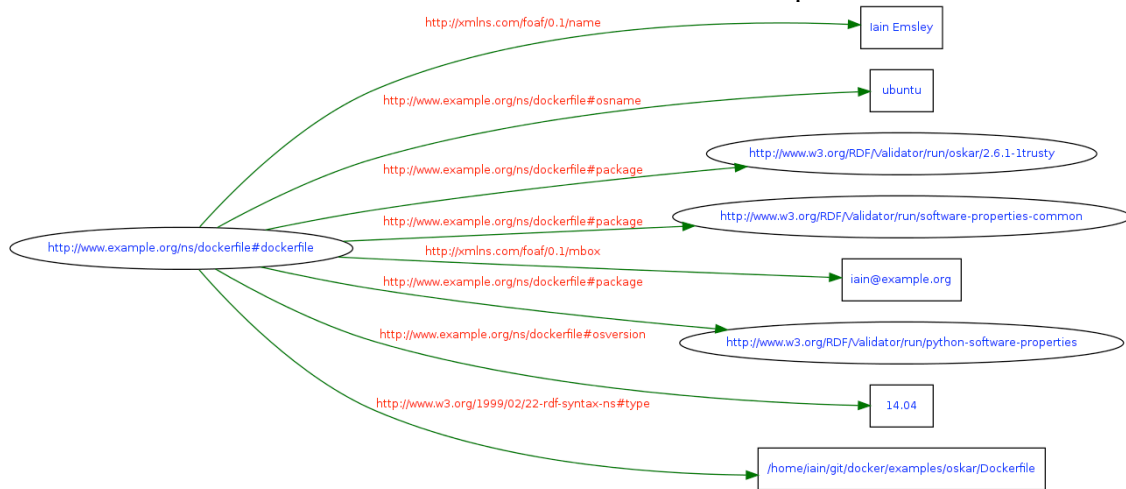 http://xmlns.com/foaf/0.1/name
Iain Emsley
http://www.example.org/ns/dockerfile#osname
ubuntu
http://www.example.org/ns/dockerfile#package
http://www.w3.org/RDF/Validator/run/oskar/2.6.1-1trusty
http://www.example.org/ns/dockerfile#package
http://www.w3.org/RDF/Validator/run/software-properties-common
http://www.example.org/ns/dockerfile#dockerfile
http://xmlns.com/foaf/0.1/mbox
iain@example.org
http://www.example.org/ns/dockerfile#package
http://www.w3.org/RDF/Validator/run/python-software-properties
http://www.example.org/ns/dockerfile#osversion
14.04
http://www.w3.org/1999/02/22-rdf-syntax-ns#type
/home/iain/git/docker/examples/oskar/Dockerfile